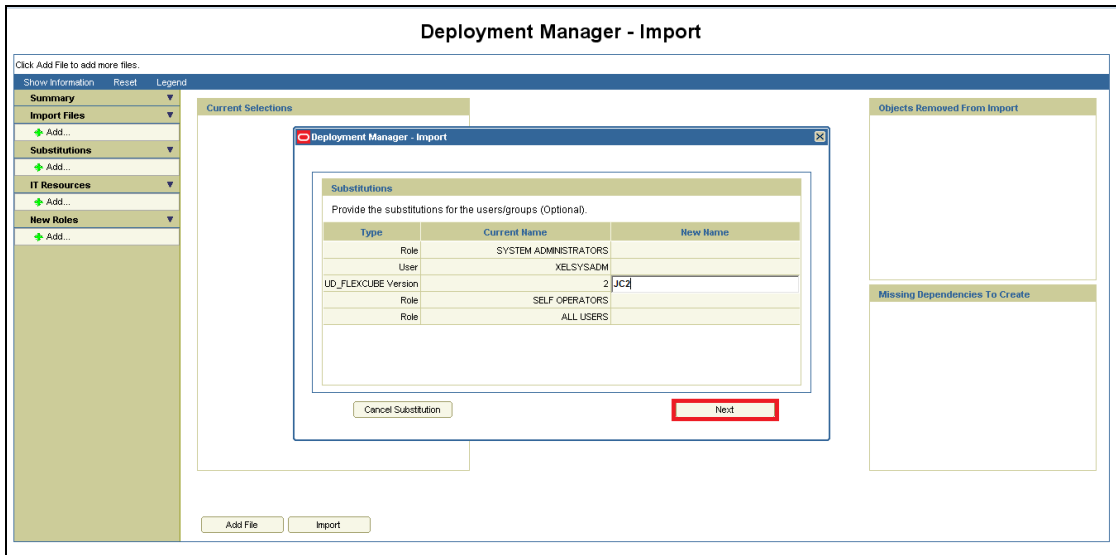 Deployment Manager - Import
Click Add File to add more files.
Show Information Reset Legend
Summary
Import Files
Add...
Substitutions
Add...
IT Resources
Add...
New Roles
Add...
Current Selections
Deployment Manager - Import
Substitutions
Provide the substitutions for the users/groups (Optional).
Type Current Name New Name
Role SYSTEM ADMINISTRATORS
User XELSYSADM
UD_FLEXCUBE Version 2 JC2
Role SELF OPERATORS
Role ALL USERS
Cancel Substitution Next
Objects Removed From Import
Missing Dependencies To Create
Add File Import